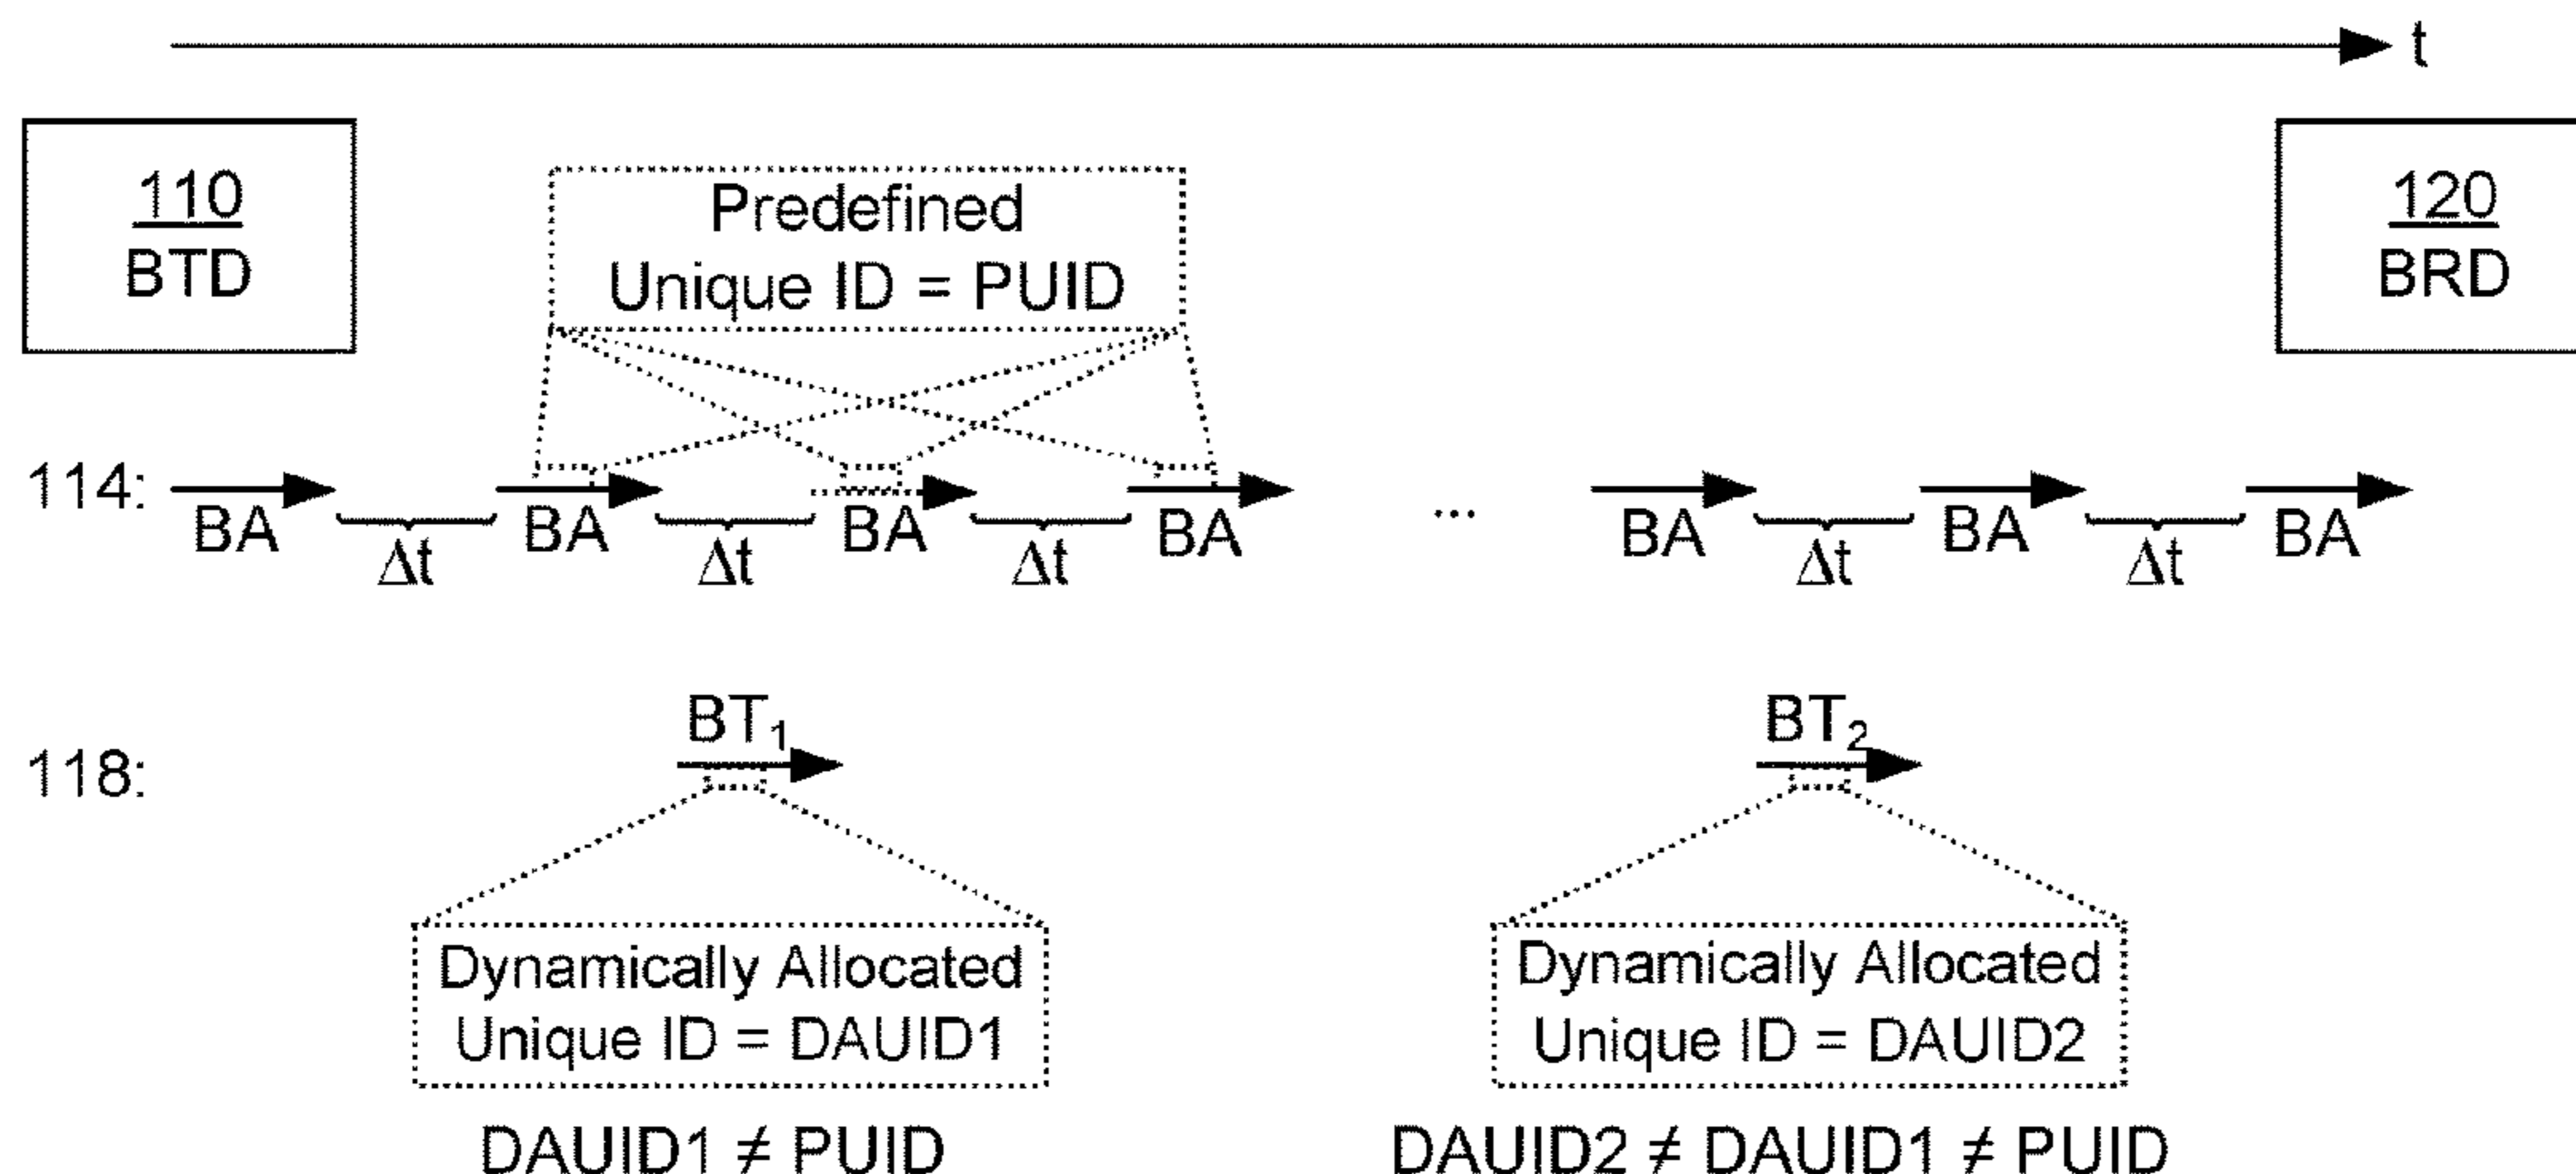 t
110
BTD
Predefined
Unique ID = PUID
120
BRD
114:
BA BA BA BA ... BA BA BA
Δt Δt Δt Δt Δt
118:
BT₁ BT₂
Dynamically Allocated
Unique ID = DAUID1
Dynamically Allocated
Unique ID = DAUID2
DAUID1 ≠ PUID
DAUID2 ≠ DAUID1 ≠ PUID